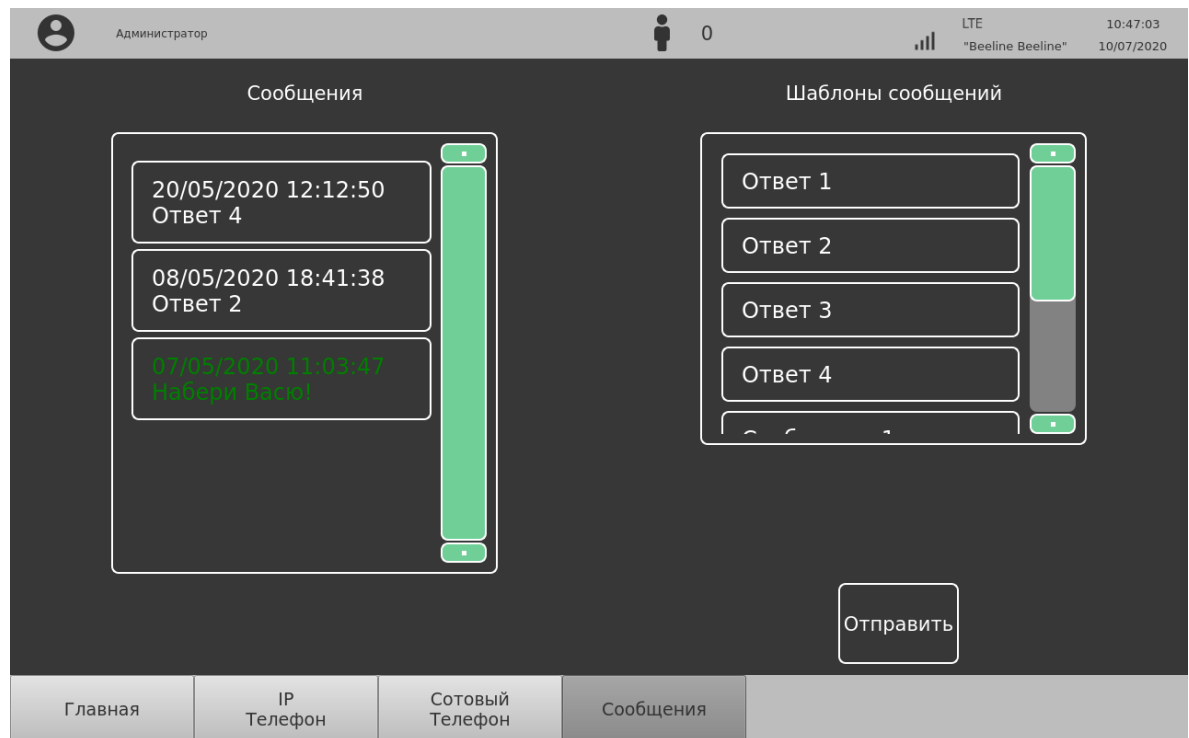 Администратор
0
LTE
10:47:03
"Beeline Beeline"
10/07/2020
Сообщения
Шаблоны сообщений
20/05/2020 12:12:50
Ответ 4
08/05/2020 18:41:38
Ответ 2
07/05/2020 11:03:47
Набери Васю!
Ответ 1
Ответ 2
Ответ 3
Ответ 4
Отправить
Главная
IP
Телефон
Сотовый
Телефон
Сообщения